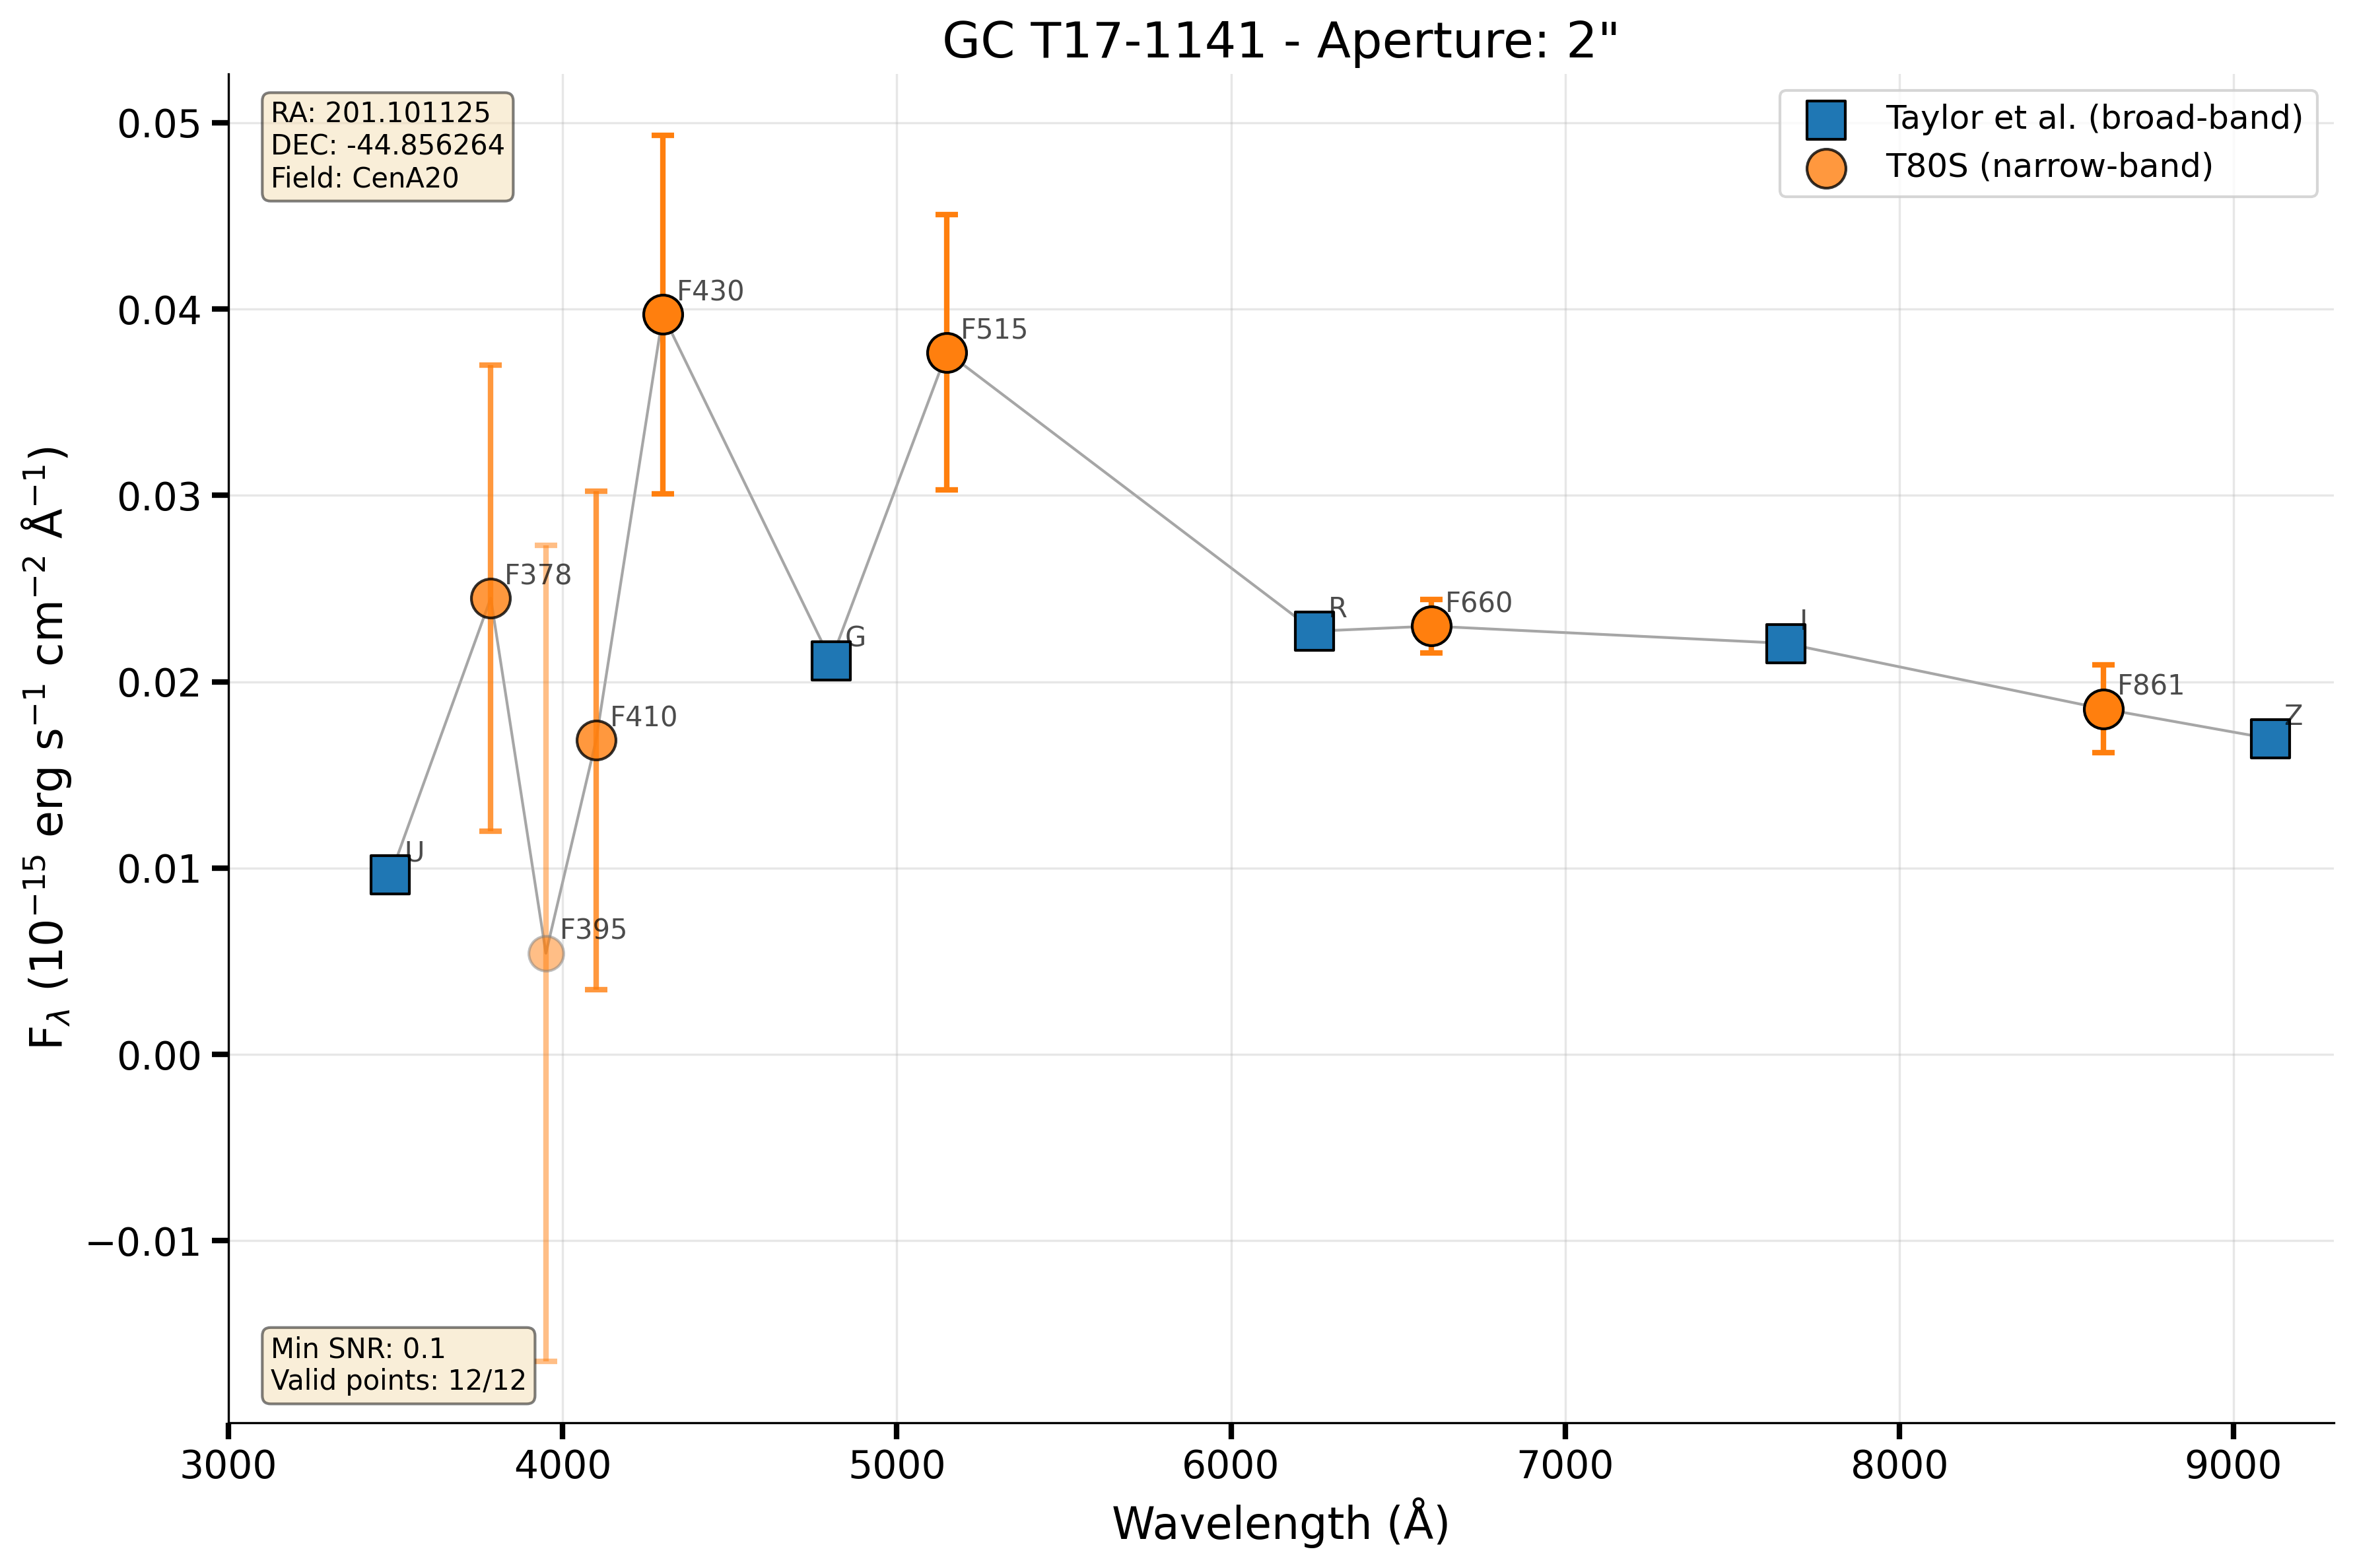 GC T17-1141 - Aperture: 2"
RA: 201.101125
DEC: -44.856264
Field: CenA20
Taylor et al. (broad-band)
T80S (narrow-band)
0.05
0.04
0.03
0.02
0.01
0.00
−0.01
F430
F515
F378
F660
R
I
G
F861
F410
Z
U
F395
Fλ (10⁻¹⁵ erg s⁻¹ cm⁻² Å⁻¹)
Min SNR: 0.1
Valid points: 12/12
3000 4000 5000 6000 7000 8000 9000
Wavelength (Å)